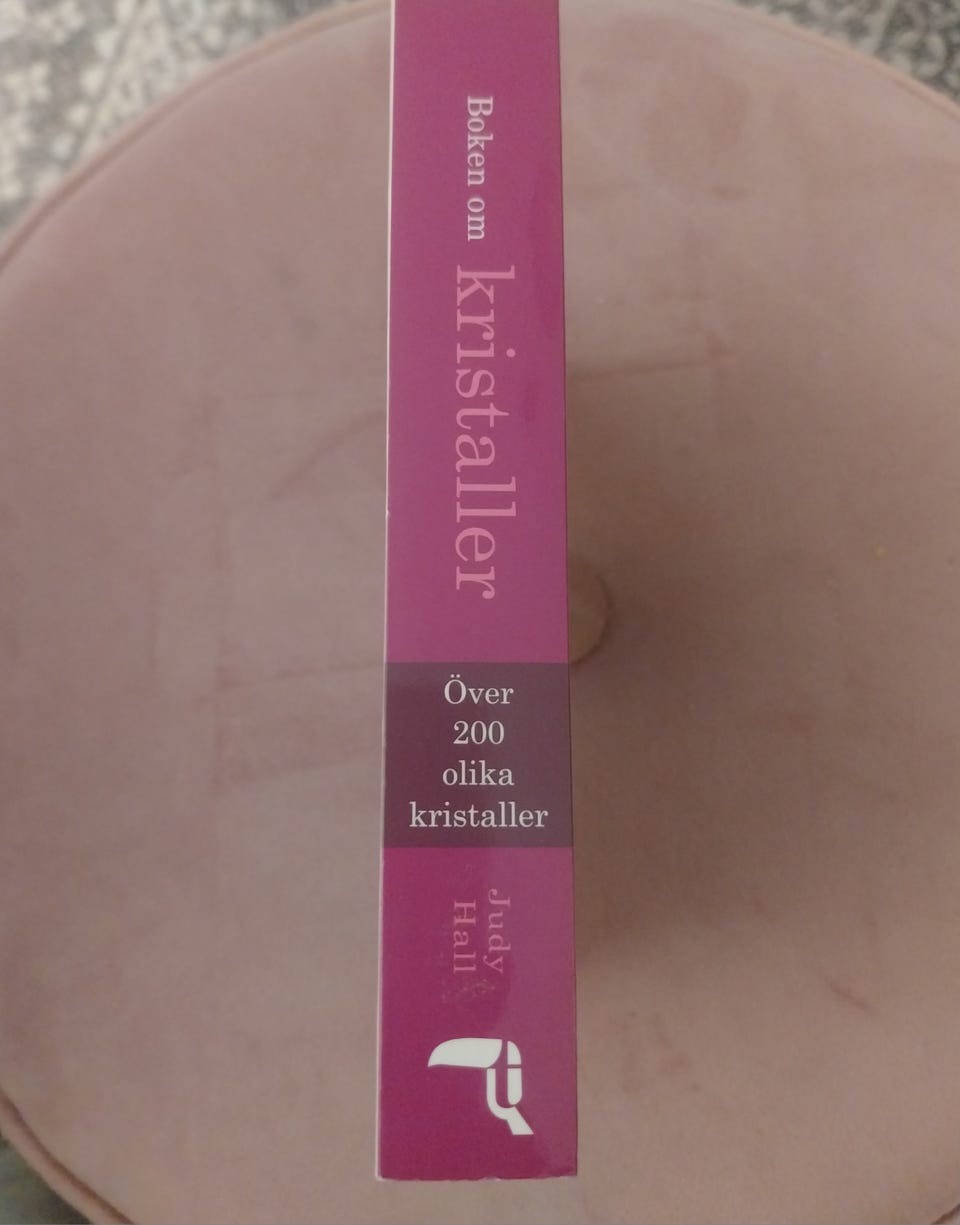 Boken om kristaller
Över
200
olika
kristaller
Judy
Hall